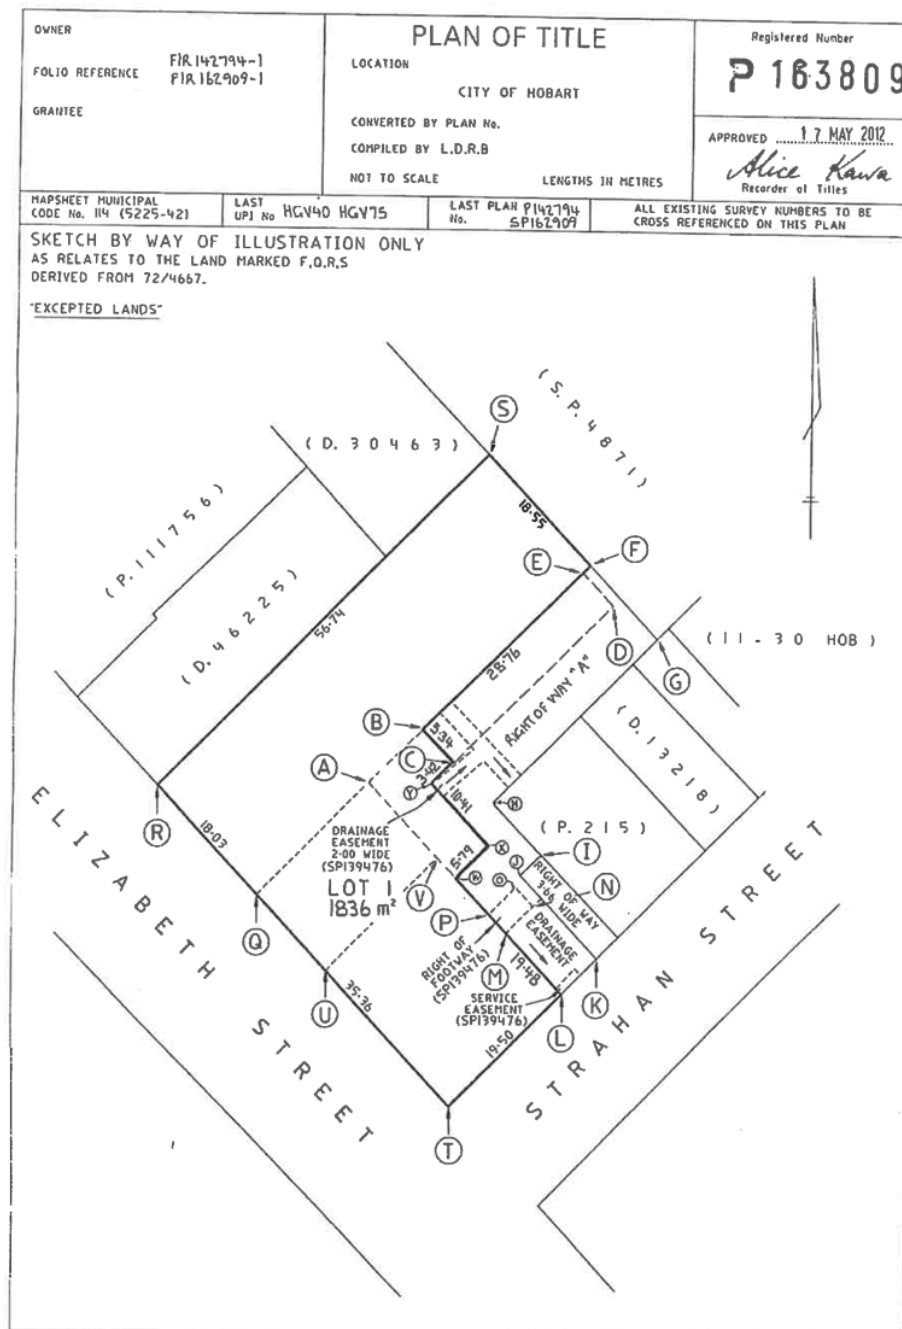 OWNER
FOLIO REFERENCE
FIR 142794-1
FIR 162909-1
GRANTEE
PLAN OF TITLE
LOCATION
CITY OF HOBART
CONVERTED BY PLAN No.
COMPILED BY L.D.R.B
NOT TO SCALE
LENGTHS IN METRES
Registered Number
P 163809
APPROVED 17 MAY 2012
Alice Kawa
Recorder of Titles
MAPSHEET MUNICIPAL
CODE No. 114 (5225-42)
LAST
UPI No HGV40 HGV75
LAST PLAN P142794
No. SP162909
ALL EXISTING SURVEY NUMBERS TO BE
CROSS REFERENCED ON THIS PLAN
SKETCH BY WAY OF ILLUSTRATION ONLY
AS RELATES TO THE LAND MARKED F,Q,R,S
DERIVED FROM 72/4667.
"EXCEPTED LANDS"
S
(S.P. 4871)
(D. 30463)
(P. 111756)
(D. 46225)
18·55
F
E
D
G
(11-30 HOB)
56·74
28·76
RIGHT OF WAY "A"
B
5·34
C
3·42
Y
A
10·41
H
(D. 13218)
(P. 215)
R
18·03
DRAINAGE
EASEMENT
2·00 WIDE
(SP139476)
LOT 1
1836 m²
V
5·79
X
J
W
O
I
N
RIGHT OF WAY
3·66 WIDE
DRAINAGE
EASEMENT
P
RIGHT OF
FOOTWAY
(SP139476)
M
19·48
SERVICE
EASEMENT
(SP139476)
K
L
Q
U
35·36
19·50
T
ELIZABETH STREET
STRAHAN STREET